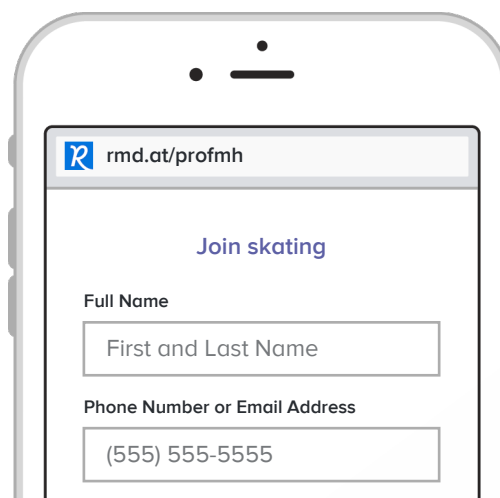 rmd.at/profmh
Join skating
Full Name
First and Last Name
Phone Number or Email Address
(555) 555-5555